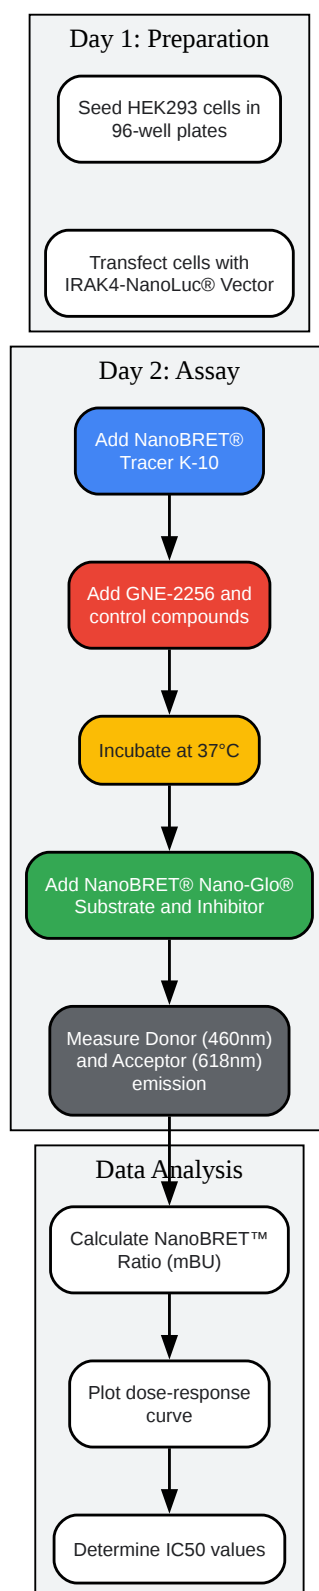 Day 1: Preparation
Seed HEK293 cells in
96-well plates
Transfect cells with
IRAK4-NanoLuc® Vector
Day 2: Assay
Add NanoBRET®
Tracer K-10
Add GNE-2256 and
control compounds
Incubate at 37°C
Add NanoBRET® Nano-Glo®
Substrate and Inhibitor
Measure Donor (460nm)
and Acceptor (618nm)
emission
Data Analysis
Calculate NanoBRET™
Ratio (mBU)
Plot dose-response
curve
Determine IC50 values